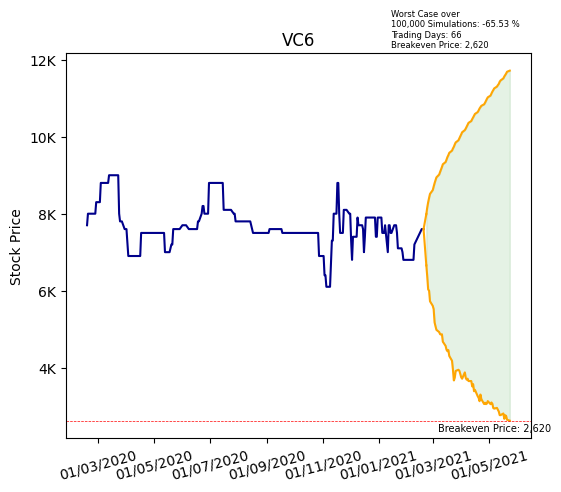 Worst Case over
100,000 Simulations: -65.53 %
Trading Days: 66
Breakeven Price: 2,620
VC6
12K
10K
8K
6K
4K
Stock Price
Breakeven Price: 2,620
01/03/2020
01/05/2020
01/07/2020
01/09/2020
01/11/2020
01/01/2021
01/03/2021
01/05/2021